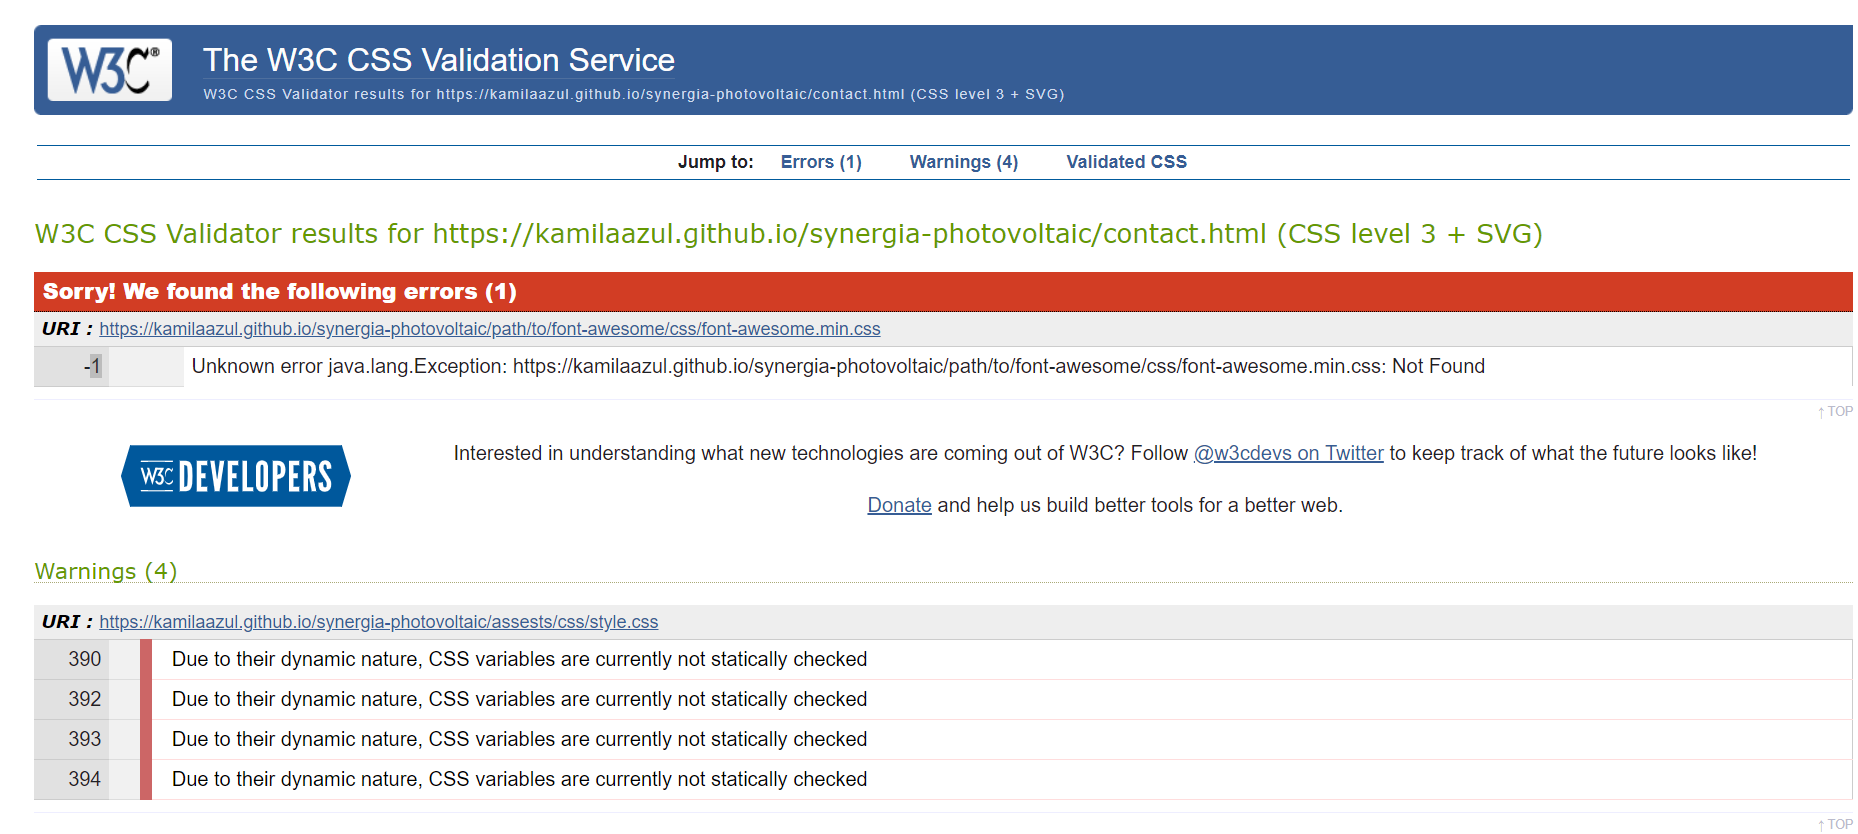 W3C®
The W3C CSS Validation Service
W3C CSS Validator results for https://kamilaazul.github.io/synergia-photovoltaic/contact.html (CSS level 3 + SVG)
Jump to: Errors (1) Warnings (4) Validated CSS
W3C CSS Validator results for https://kamilaazul.github.io/synergia-photovoltaic/contact.html (CSS level 3 + SVG)
Sorry! We found the following errors (1)
URI : https://kamilaazul.github.io/synergia-photovoltaic/path/to/font-awesome/css/font-awesome.min.css
-1 Unknown error java.lang.Exception: https://kamilaazul.github.io/synergia-photovoltaic/path/to/font-awesome/css/font-awesome.min.css: Not Found
↑ TOP
W3C DEVELOPERS
Interested in understanding what new technologies are coming out of W3C? Follow @w3cdevs on Twitter to keep track of what the future looks like!
Donate and help us build better tools for a better web.
Warnings (4)
URI : https://kamilaazul.github.io/synergia-photovoltaic/assests/css/style.css
390 Due to their dynamic nature, CSS variables are currently not statically checked
392 Due to their dynamic nature, CSS variables are currently not statically checked
393 Due to their dynamic nature, CSS variables are currently not statically checked
394 Due to their dynamic nature, CSS variables are currently not statically checked
↑ TOP